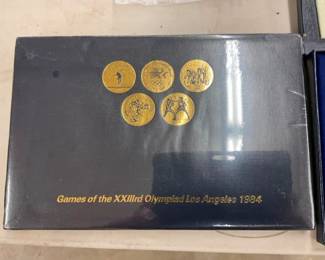 Games of the XXIIIrd Olympiad Los Angeles 1984